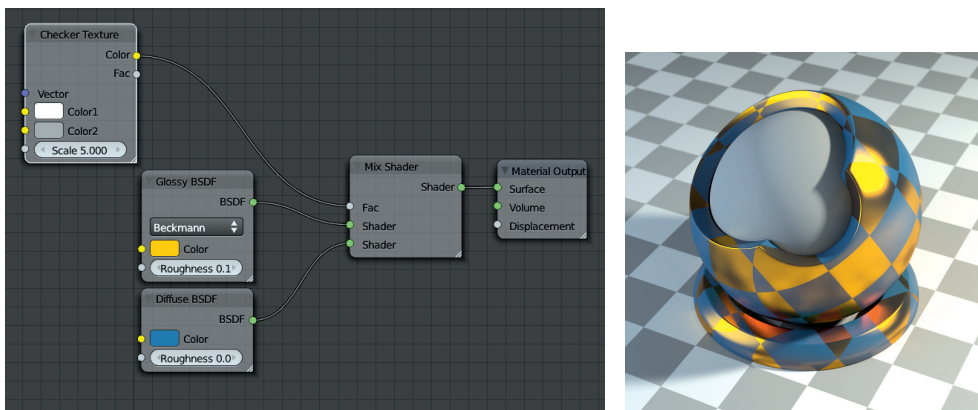 Checker Texture
Color
Fac
Vector
Color1
Color2
Scale 5.000
Glossy BSDF
BSDF
Beckmann
Color
Roughness 0.1
Diffuse BSDF
BSDF
Color
Roughness 0.0
Mix Shader
Shader
Fac
Shader
Shader
Material Output
Surface
Volume
Displacement